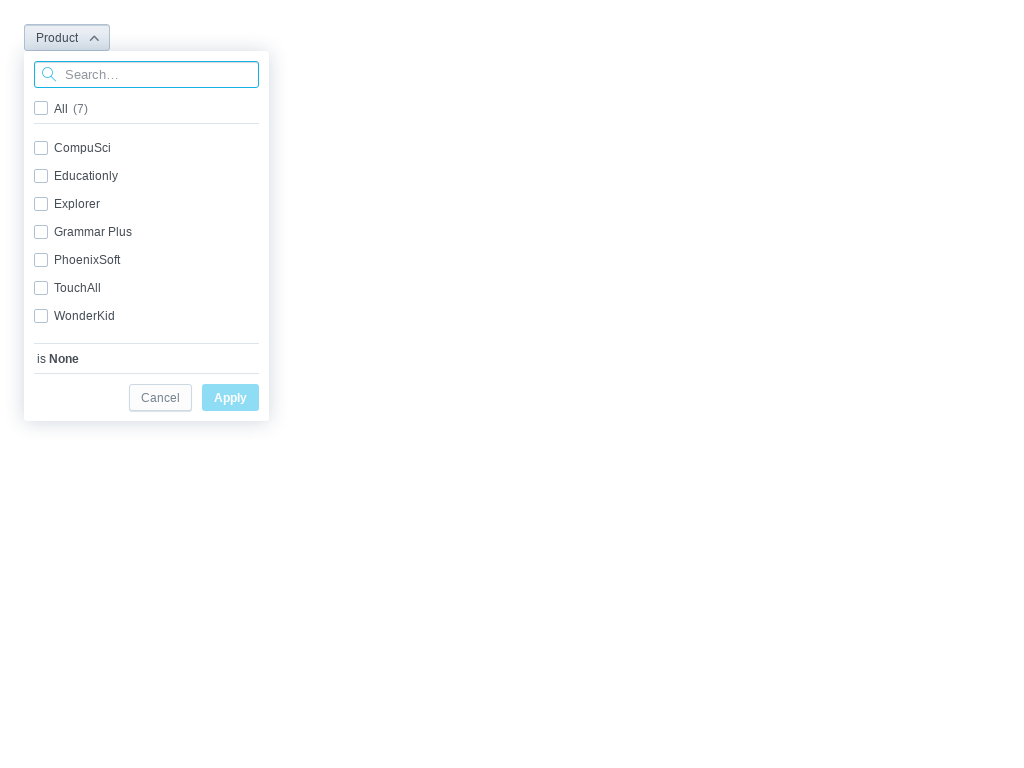 Product
Search…
All (7)
CompuSci
Educationly
Explorer
Grammar Plus
PhoenixSoft
TouchAll
WonderKid
is None
Cancel Apply